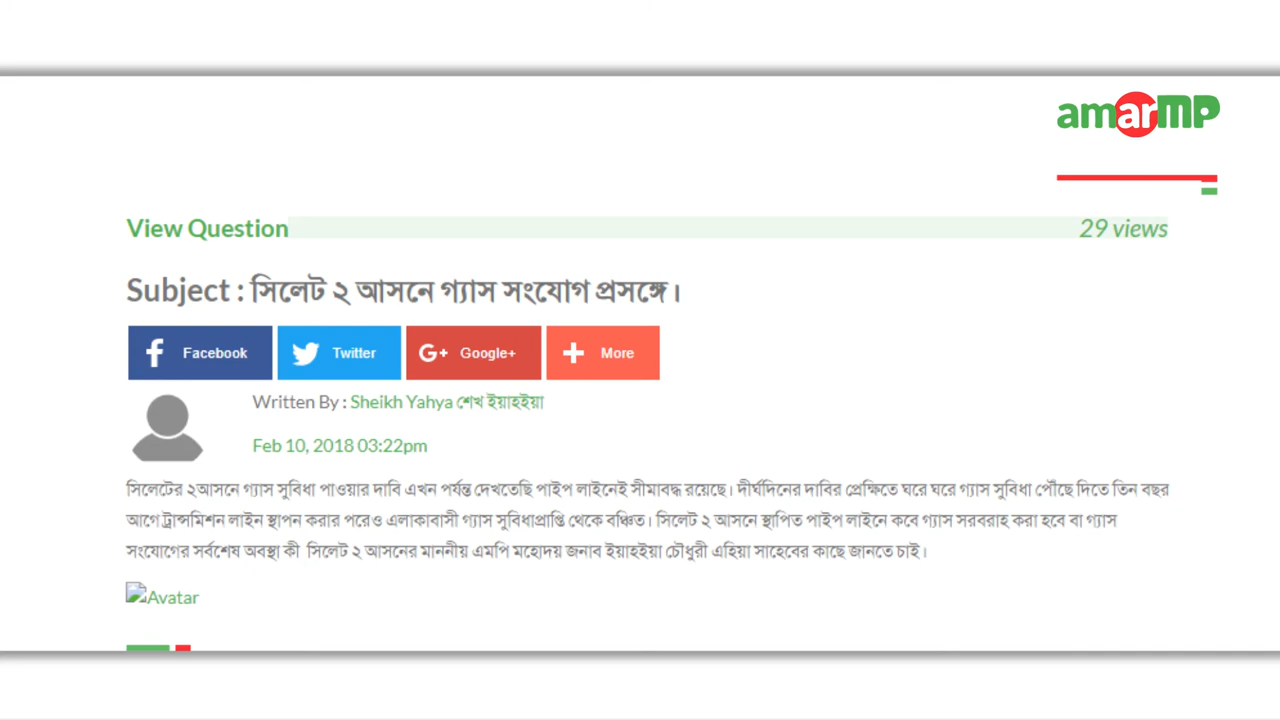 amarMP
View Question
29 views
Subject : সিলেট ২ আসনে গ্যাস সংযোগ প্রসঙ্গে।
Facebook
Twitter
G+ Google+
More
Written By : Sheikh Yahya শেখ ইয়াহইয়া
Feb 10, 2018 03:22pm
সিলেটের ২আসনে গ্যাস সুবিধা পাওয়ার দাবি এখন পর্যন্ত দেখতেছি পাইপ লাইনেই সীমাবদ্ধ রয়েছে। দীর্ঘদিনের দাবির প্রেক্ষিতে ঘরে ঘরে গ্যাস সুবিধা পৌঁছে দিতে তিন বছর
আগে ট্রান্সমিশন লাইন স্থাপন করার পরেও এলাকাবাসী গ্যাস সুবিধাপ্রাপ্তি থেকে বঞ্চিত। সিলেট ২ আসনে স্থাপিত পাইপ লাইনে কবে গ্যাস সরবরাহ করা হবে বা গ্যাস
সংযোগের সর্বশেষ অবস্থা কী সিলেট ২ আসনের মাননীয় এমপি মহোদয় জনাব ইয়াহইয়া চৌধুরী এহিয়া সাহেবের কাছে জানতে চাই।
Avatar